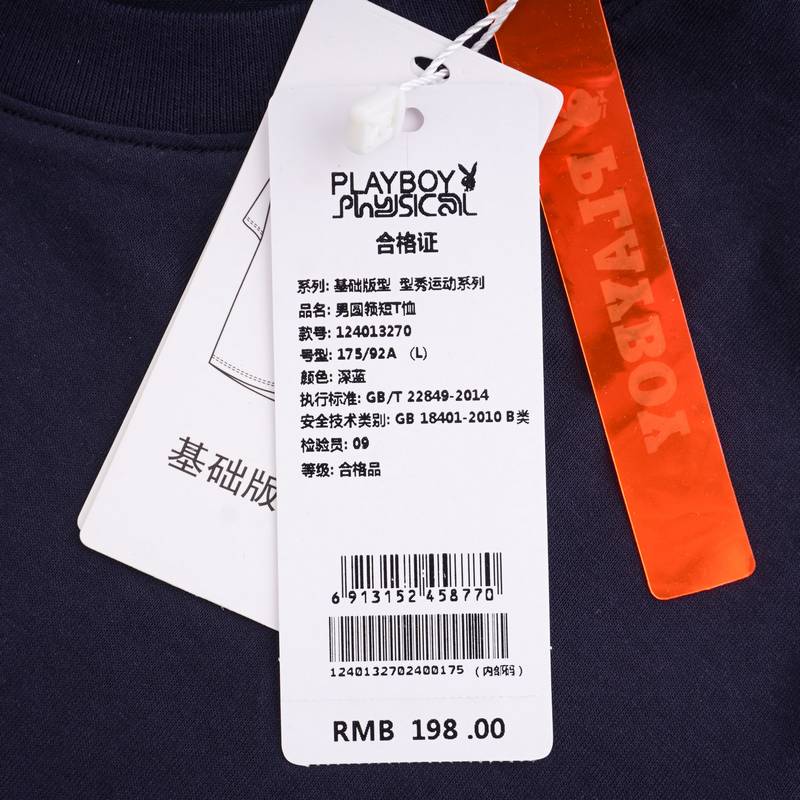 PLAYBOY
PhySICAL
合格证
系列: 基础版型 型秀运动系列
品名: 男圆领短T恤
款号: 124013270
号型: 175/92A (L)
颜色: 深蓝
执行标准: GB/T 22849-2014
安全技术类别: GB 18401-2010 B类
检验员: 09
等级: 合格品
6 913152 458770
1240132702400175 (内部码)
RMB 198 .00
基础版
PLAYBOY